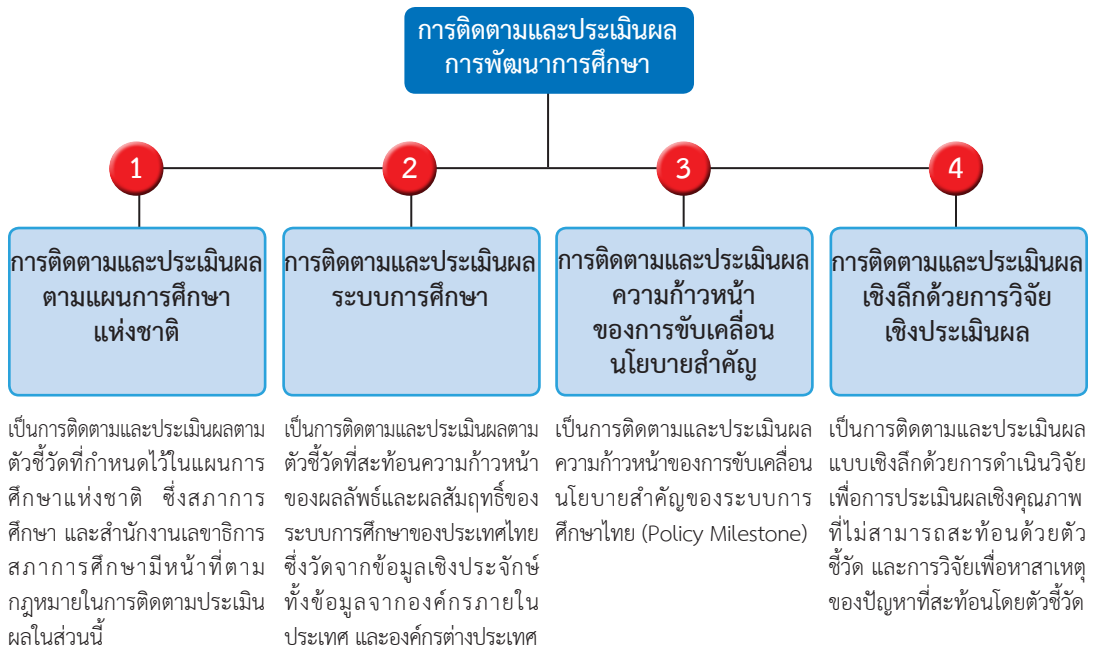 การติดตามและประเมินผล
การพัฒนาการศึกษา
1
2
3
4
การติดตามและประเมินผล
ตามแผนการศึกษา
แห่งชาติ
เป็นการติดตามและประเมินผลตาม
ตัวชี้วัดที่กำหนดไว้ในแผนการ
ศึกษาแห่งชาติ ซึ่งสภาการ
ศึกษา และสำนักงานเลขาธิการ
สภาการศึกษามีหน้าที่ตาม
กฎหมายในการติดตามประเมิน
ผลในส่วนนี้
การติดตามและประเมินผล
ระบบการศึกษา
เป็นการติดตามและประเมินผลตาม
ตัวชี้วัดที่สะท้อนความก้าวหน้า
ของผลลัพธ์และผลสัมฤทธิ์ของ
ระบบการศึกษาของประเทศไทย
ซึ่งวัดจากข้อมูลเชิงประจักษ์
ทั้งข้อมูลจากองค์กรภายใน
ประเทศ และองค์กรต่างประเทศ
การติดตามและประเมินผล
ความก้าวหน้า
ของการขับเคลื่อน
นโยบายสำคัญ
เป็นการติดตามและประเมินผล
ความก้าวหน้าของการขับเคลื่อน
นโยบายสำคัญของระบบการ
ศึกษาไทย (Policy Milestone)
การติดตามและประเมินผล
เชิงลึกด้วยการวิจัย
เชิงประเมินผล
เป็นการติดตามและประเมินผล
แบบเชิงลึกด้วยการดำเนินวิจัย
เพื่อการประเมินผลเชิงคุณภาพ
ที่ไม่สามารถสะท้อนด้วยตัว
ชี้วัด และการวิจัยเพื่อหาสาเหตุ
ของปัญหาที่สะท้อนโดยตัวชี้วัด